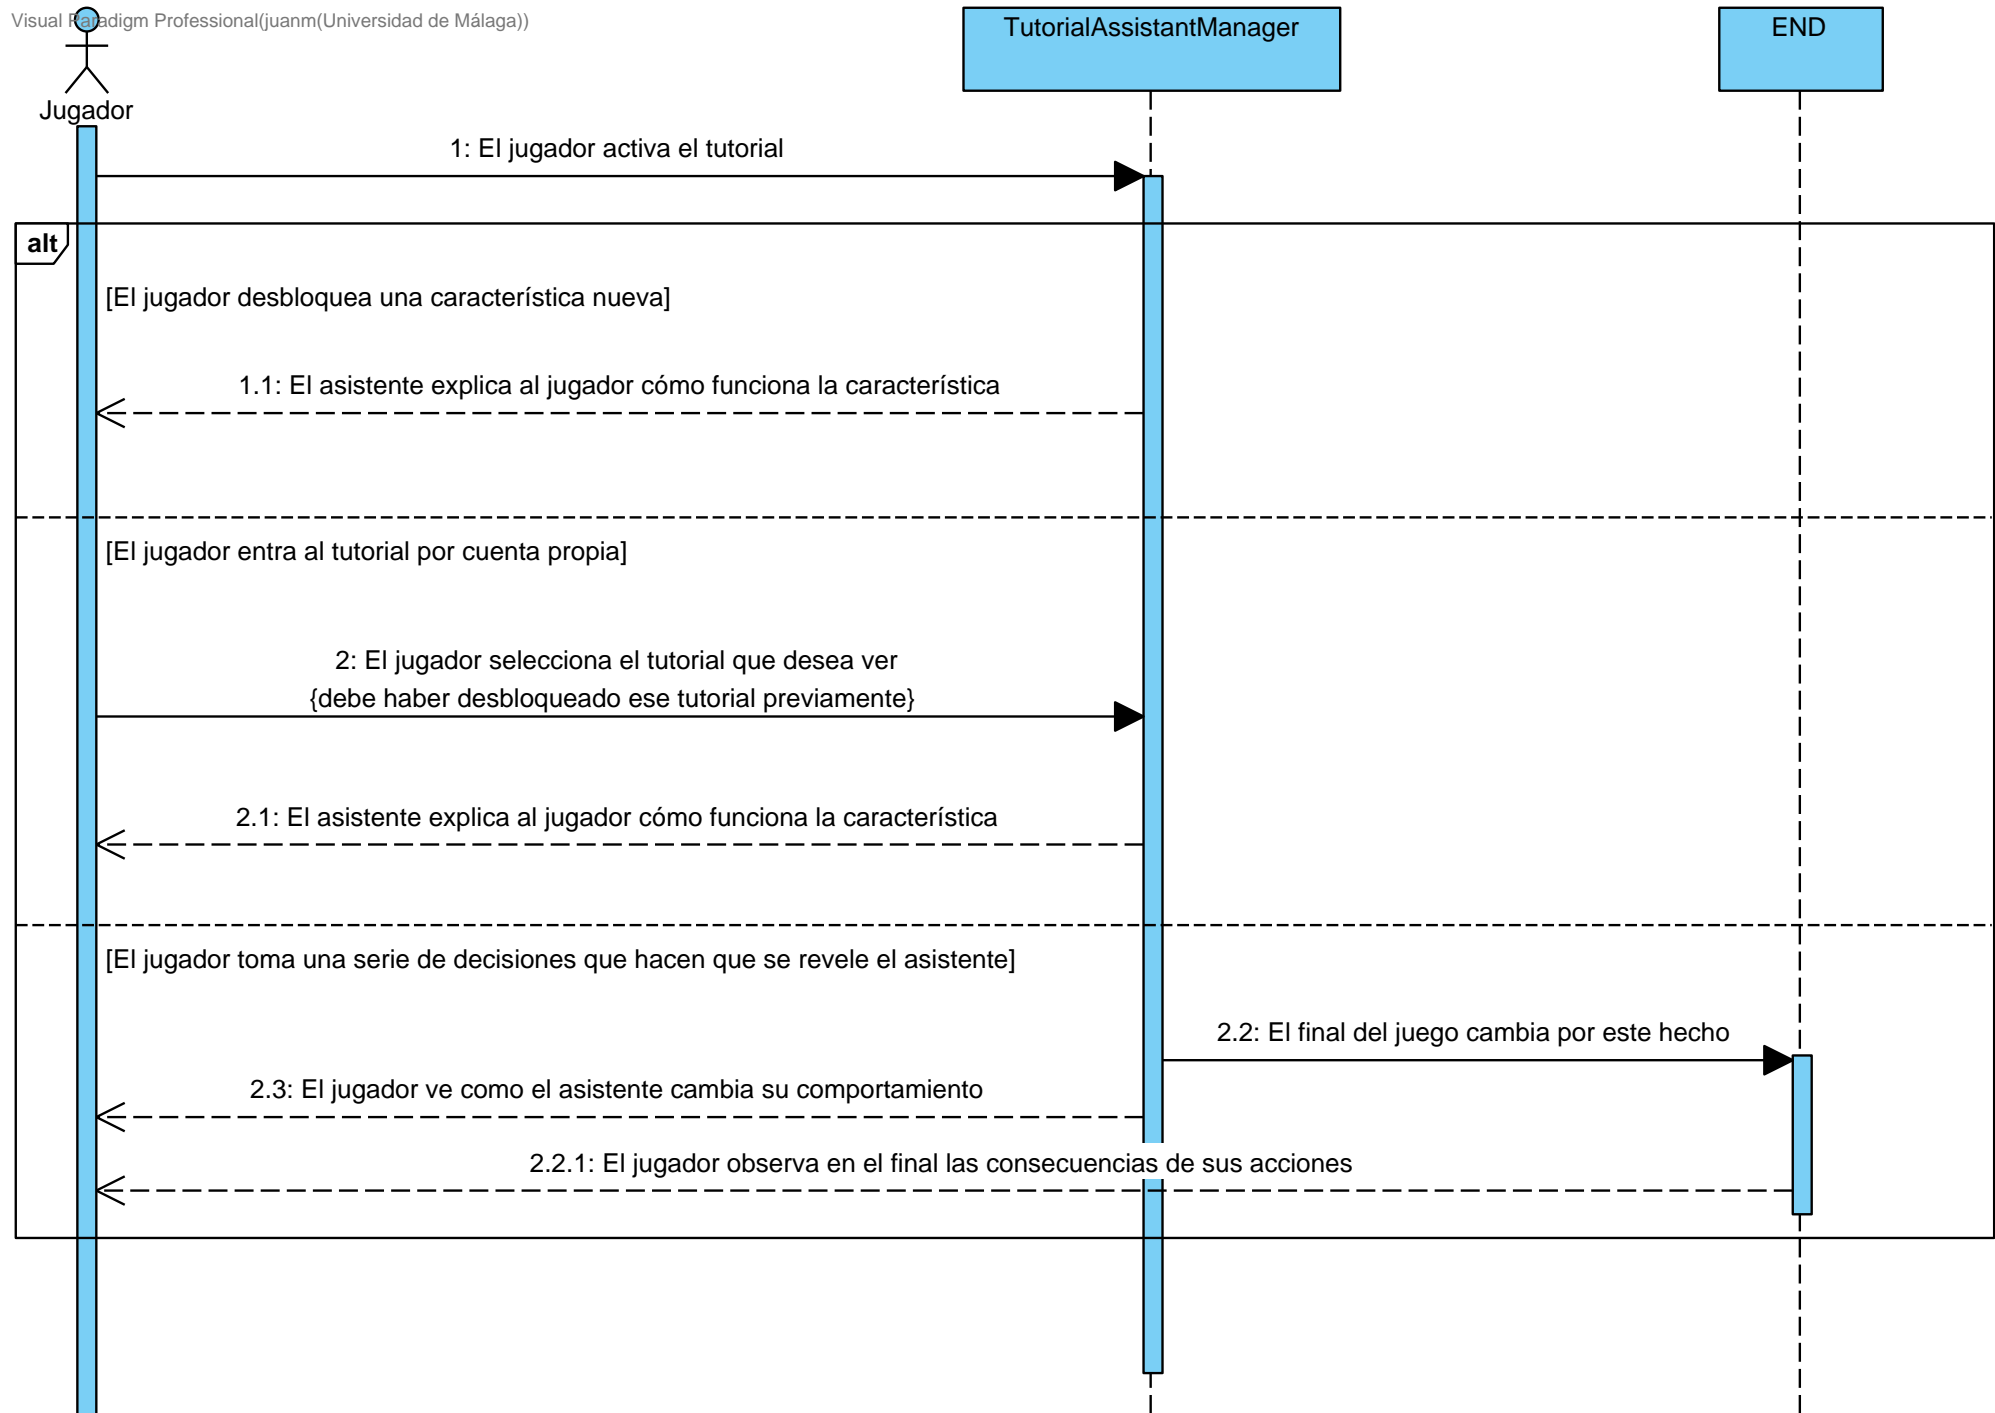 Visual Paradigm Professional(juanm(Universidad de Málaga))
Jugador
TutorialAssistantManager
END
1: El jugador activa el tutorial
alt
[El jugador desbloquea una característica nueva]
1.1: El asistente explica al jugador cómo funciona la característica
[El jugador entra al tutorial por cuenta propia]
2: El jugador selecciona el tutorial que desea ver
{debe haber desbloqueado ese tutorial previamente}
2.1: El asistente explica al jugador cómo funciona la característica
[El jugador toma una serie de decisiones que hacen que se revele el asistente]
2.2: El final del juego cambia por este hecho
2.3: El jugador ve como el asistente cambia su comportamiento
2.2.1: El jugador observa en el final las consecuencias de sus acciones